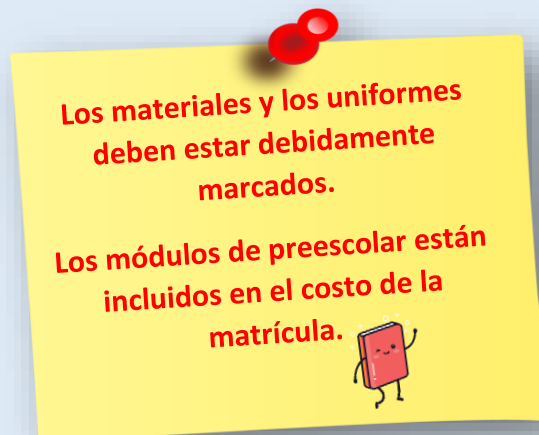 Los materiales y los uniformes
deben estar debidamente
marcados.
Los módulos de preescolar están
incluidos en el costo de la
matrícula.